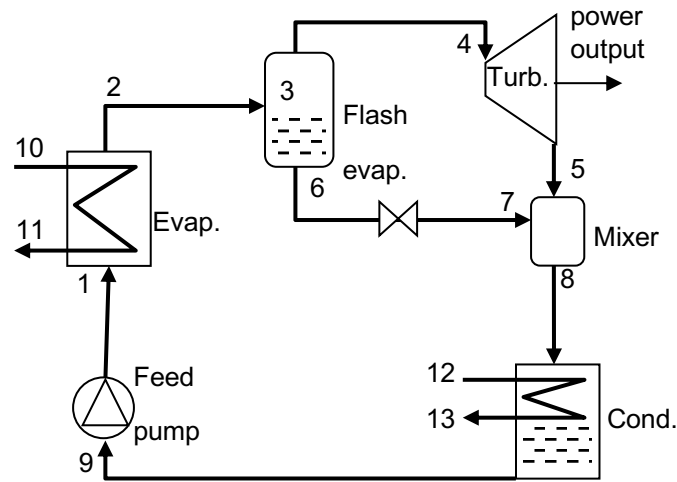 power
output
4
Turb.
2
3
Flash
evap.
10
5
6
11
Evap.
7
Mixer
1
8
12
Feed
13
Cond.
pump
9